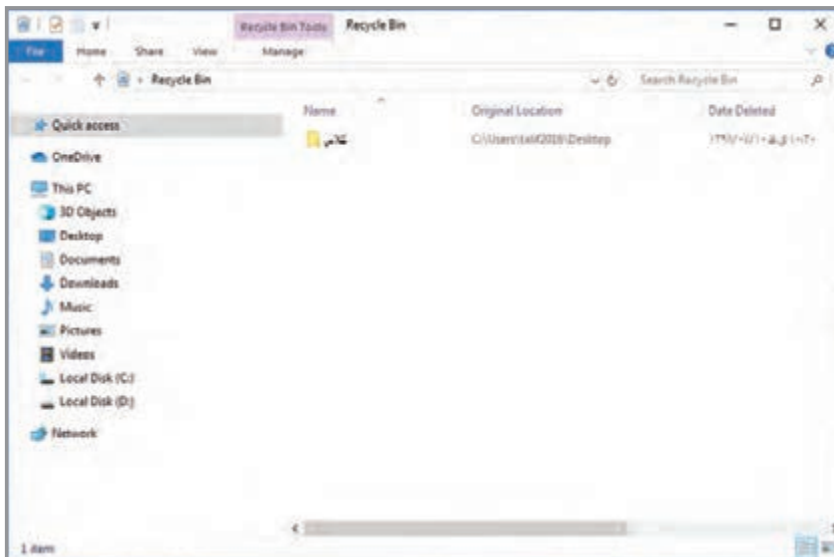 Recycle Bin Tools Recycle Bin
File Home Share View Manage
Recycle Bin Search Recycle Bin
Name Original Location Date Deleted
Quick access
C:\Users\ \Desktop
OneDrive
This PC
3D Objects
Desktop
Documents
Downloads
Music
Pictures
Videos
Local Disk (C:)
Local Disk (D:)
Network
1 item